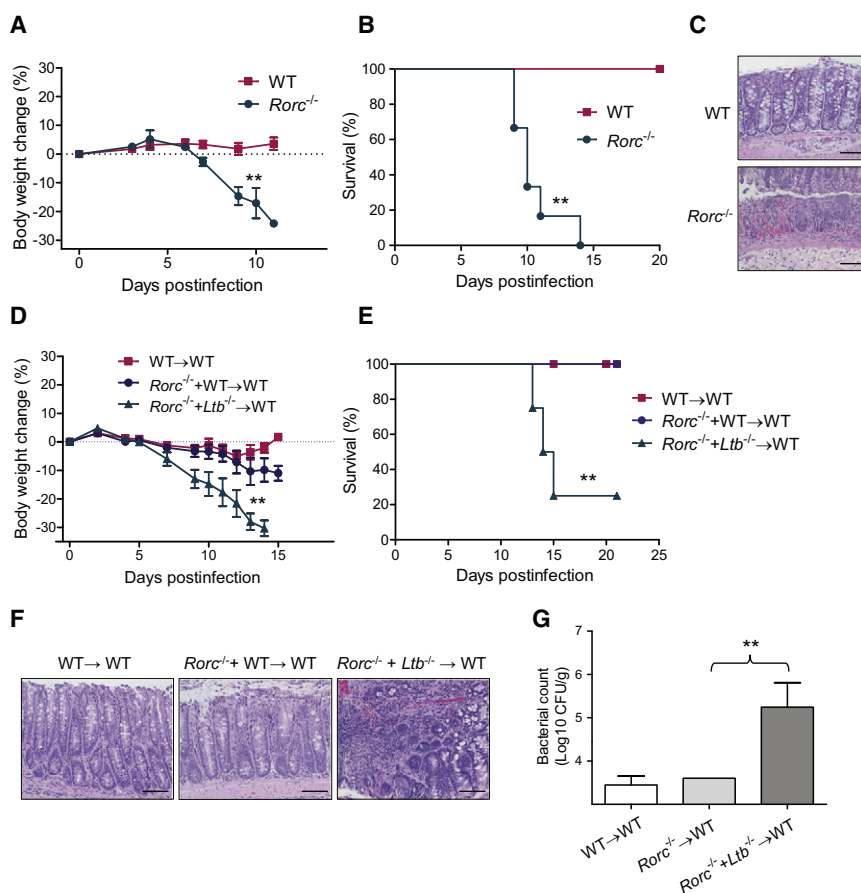 A
Body weight change (%)
30
20
10
0
-10
-20
-30
WT
Rorc-/-
**
0
5
10
Days postinfection
B
Survival (%)
100
80
60
40
20
0
WT
Rorc-/-
**
0
5
10
15
20
Days postinfection
C
WT
Rorc-/-
D
Body weight change (%)
30
20
10
0
-10
-20
-30
WT→WT
Rorc-/-+WT→WT
Rorc-/-+Ltb-/-→WT
**
0
5
10
15
Days postinfection
E
Survival (%)
100
80
60
40
20
0
WT→WT
Rorc-/-+WT→WT
Rorc-/-+Ltb-/-→WT
**
0
5
10
15
20
25
Days postinfection
F
WT→ WT
Rorc-/-+ WT→ WT
Rorc-/- + Ltb-/- → WT
G
Bacterial count
(Log10 CFU/g)
7
6
5
4
**
WT→WT
Rorc-/-→WT
Rorc-/-+Ltb-/-→WT